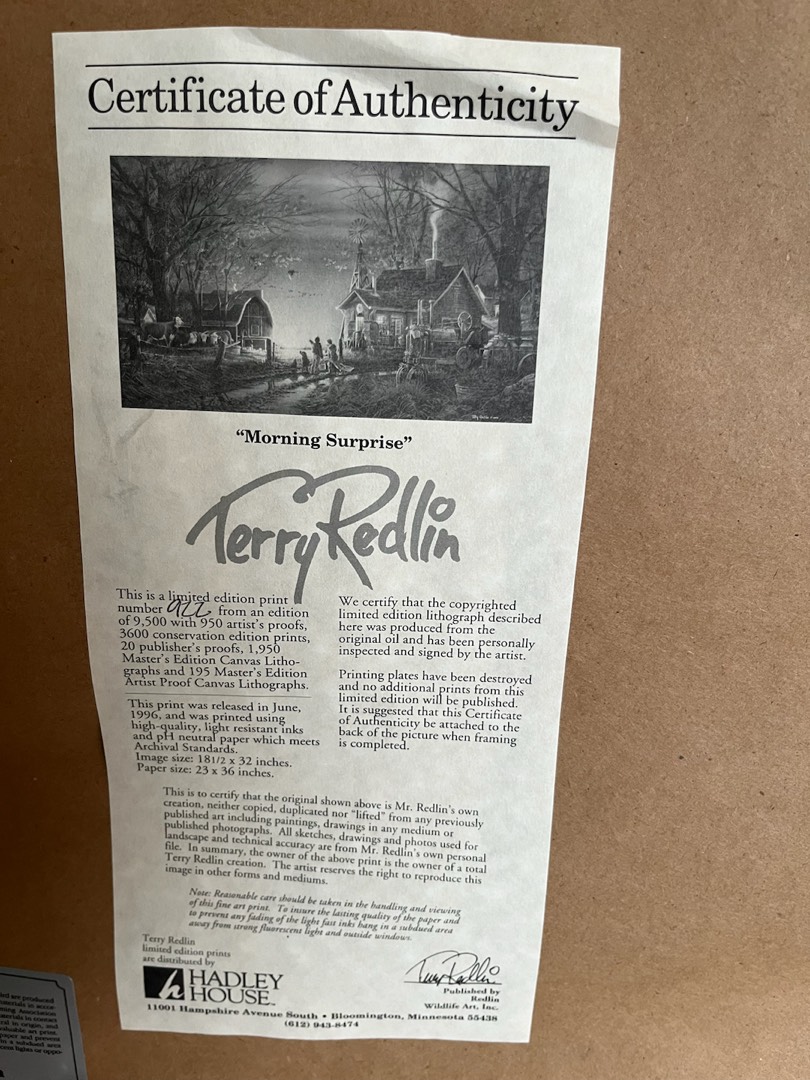 Certificate of Authenticity
"Morning Surprise"
Terry Redlin
This is a limited edition print
number 922 from an edition
of 9,500 with 950 artist's proofs,
3600 conservation edition prints,
20 publisher's proofs, 1,950
Master's Edition Canvas Litho-
graphs and 195 Master's Edition
Artist Proof Canvas Lithographs.
This print was released in June,
1996, and was printed using
high-quality, light resistant inks
and pH neutral paper which meets
Archival Standards.
Image size: 18 1/2 x 32 inches.
Paper size: 23 x 36 inches.
We certify that the copyrighted
limited edition lithograph described
here was produced from the
original oil and has been personally
inspected and signed by the artist.
Printing plates have been destroyed
and no additional prints from this
limited edition will be published.
It is suggested that this Certificate
of Authenticity be attached to the
back of the picture when framing
is completed.
This is to certify that the original shown above is Mr. Redlin's own
creation, neither copied, duplicated nor "lifted" from any previously
published art including paintings, drawings in any medium or
published photographs. All sketches, drawings and photos used for
landscape and technical accuracy are from Mr. Redlin's own personal
file. In summary, the owner of the above print is the owner of a total
Terry Redlin creation. The artist reserves the right to reproduce this
image in other forms and mediums.
Note: Reasonable care should be taken in the handling and viewing
of this fine art print. To insure the lasting quality of the paper and
to prevent any fading of the light fast inks hang in a subdued area
away from strong fluorescent light and outside windows.
Terry Redlin
limited edition prints
are distributed by
h HADLEY
HOUSE™
Terry Redlin
Published by
Redlin
Wildlife Art, Inc.
11001 Hampshire Avenue South • Bloomington, Minnesota 55438
(612) 943-8474